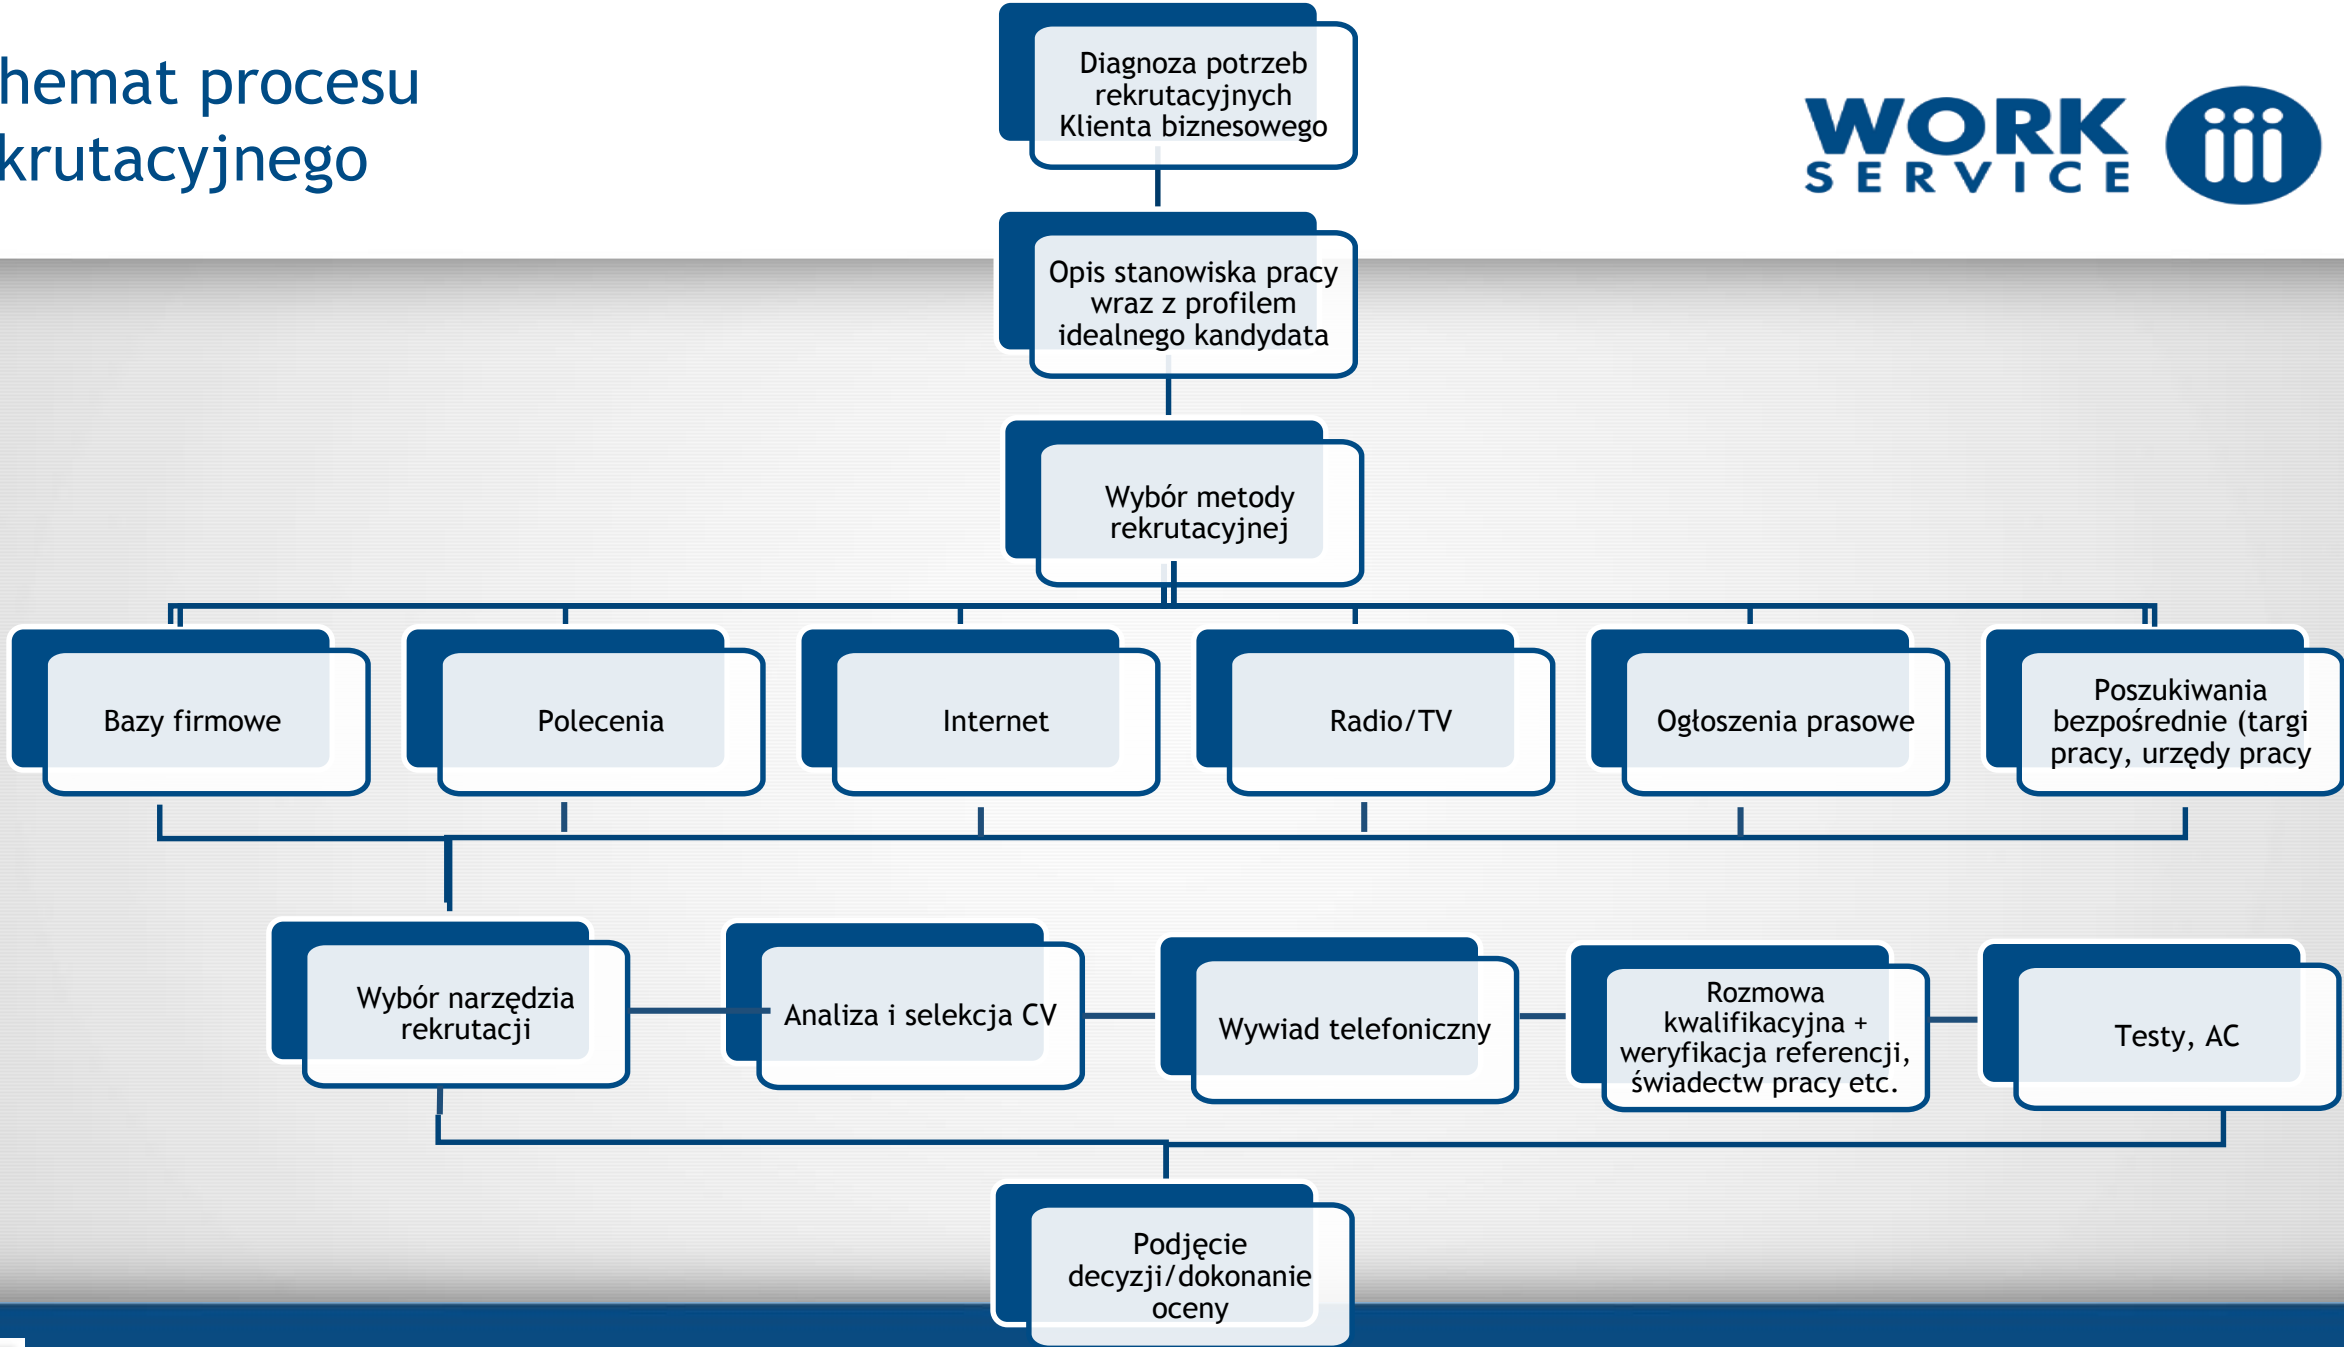 hemat procesu
krutacyjnego
WORK
SERVICE
Diagnoza potrzeb
rekrutacyjnych
Klienta biznesowego
Opis stanowiska pracy
wraz z profilem
idealnego kandydata
Wybór metody
rekrutacyjnej
Bazy firmowe
Polecenia
Internet
Radio/TV
Ogłoszenia prasowe
Poszukiwania
bezpośrednie (targi
pracy, urzędy pracy
Wybór narzędzia
rekrutacji
Analiza i selekcja CV
Wywiad telefoniczny
Rozmowa
kwalifikacyjna +
weryfikacja referencji,
świadectw pracy etc.
Testy, AC
Podjęcie
decyzji/dokonanie
oceny